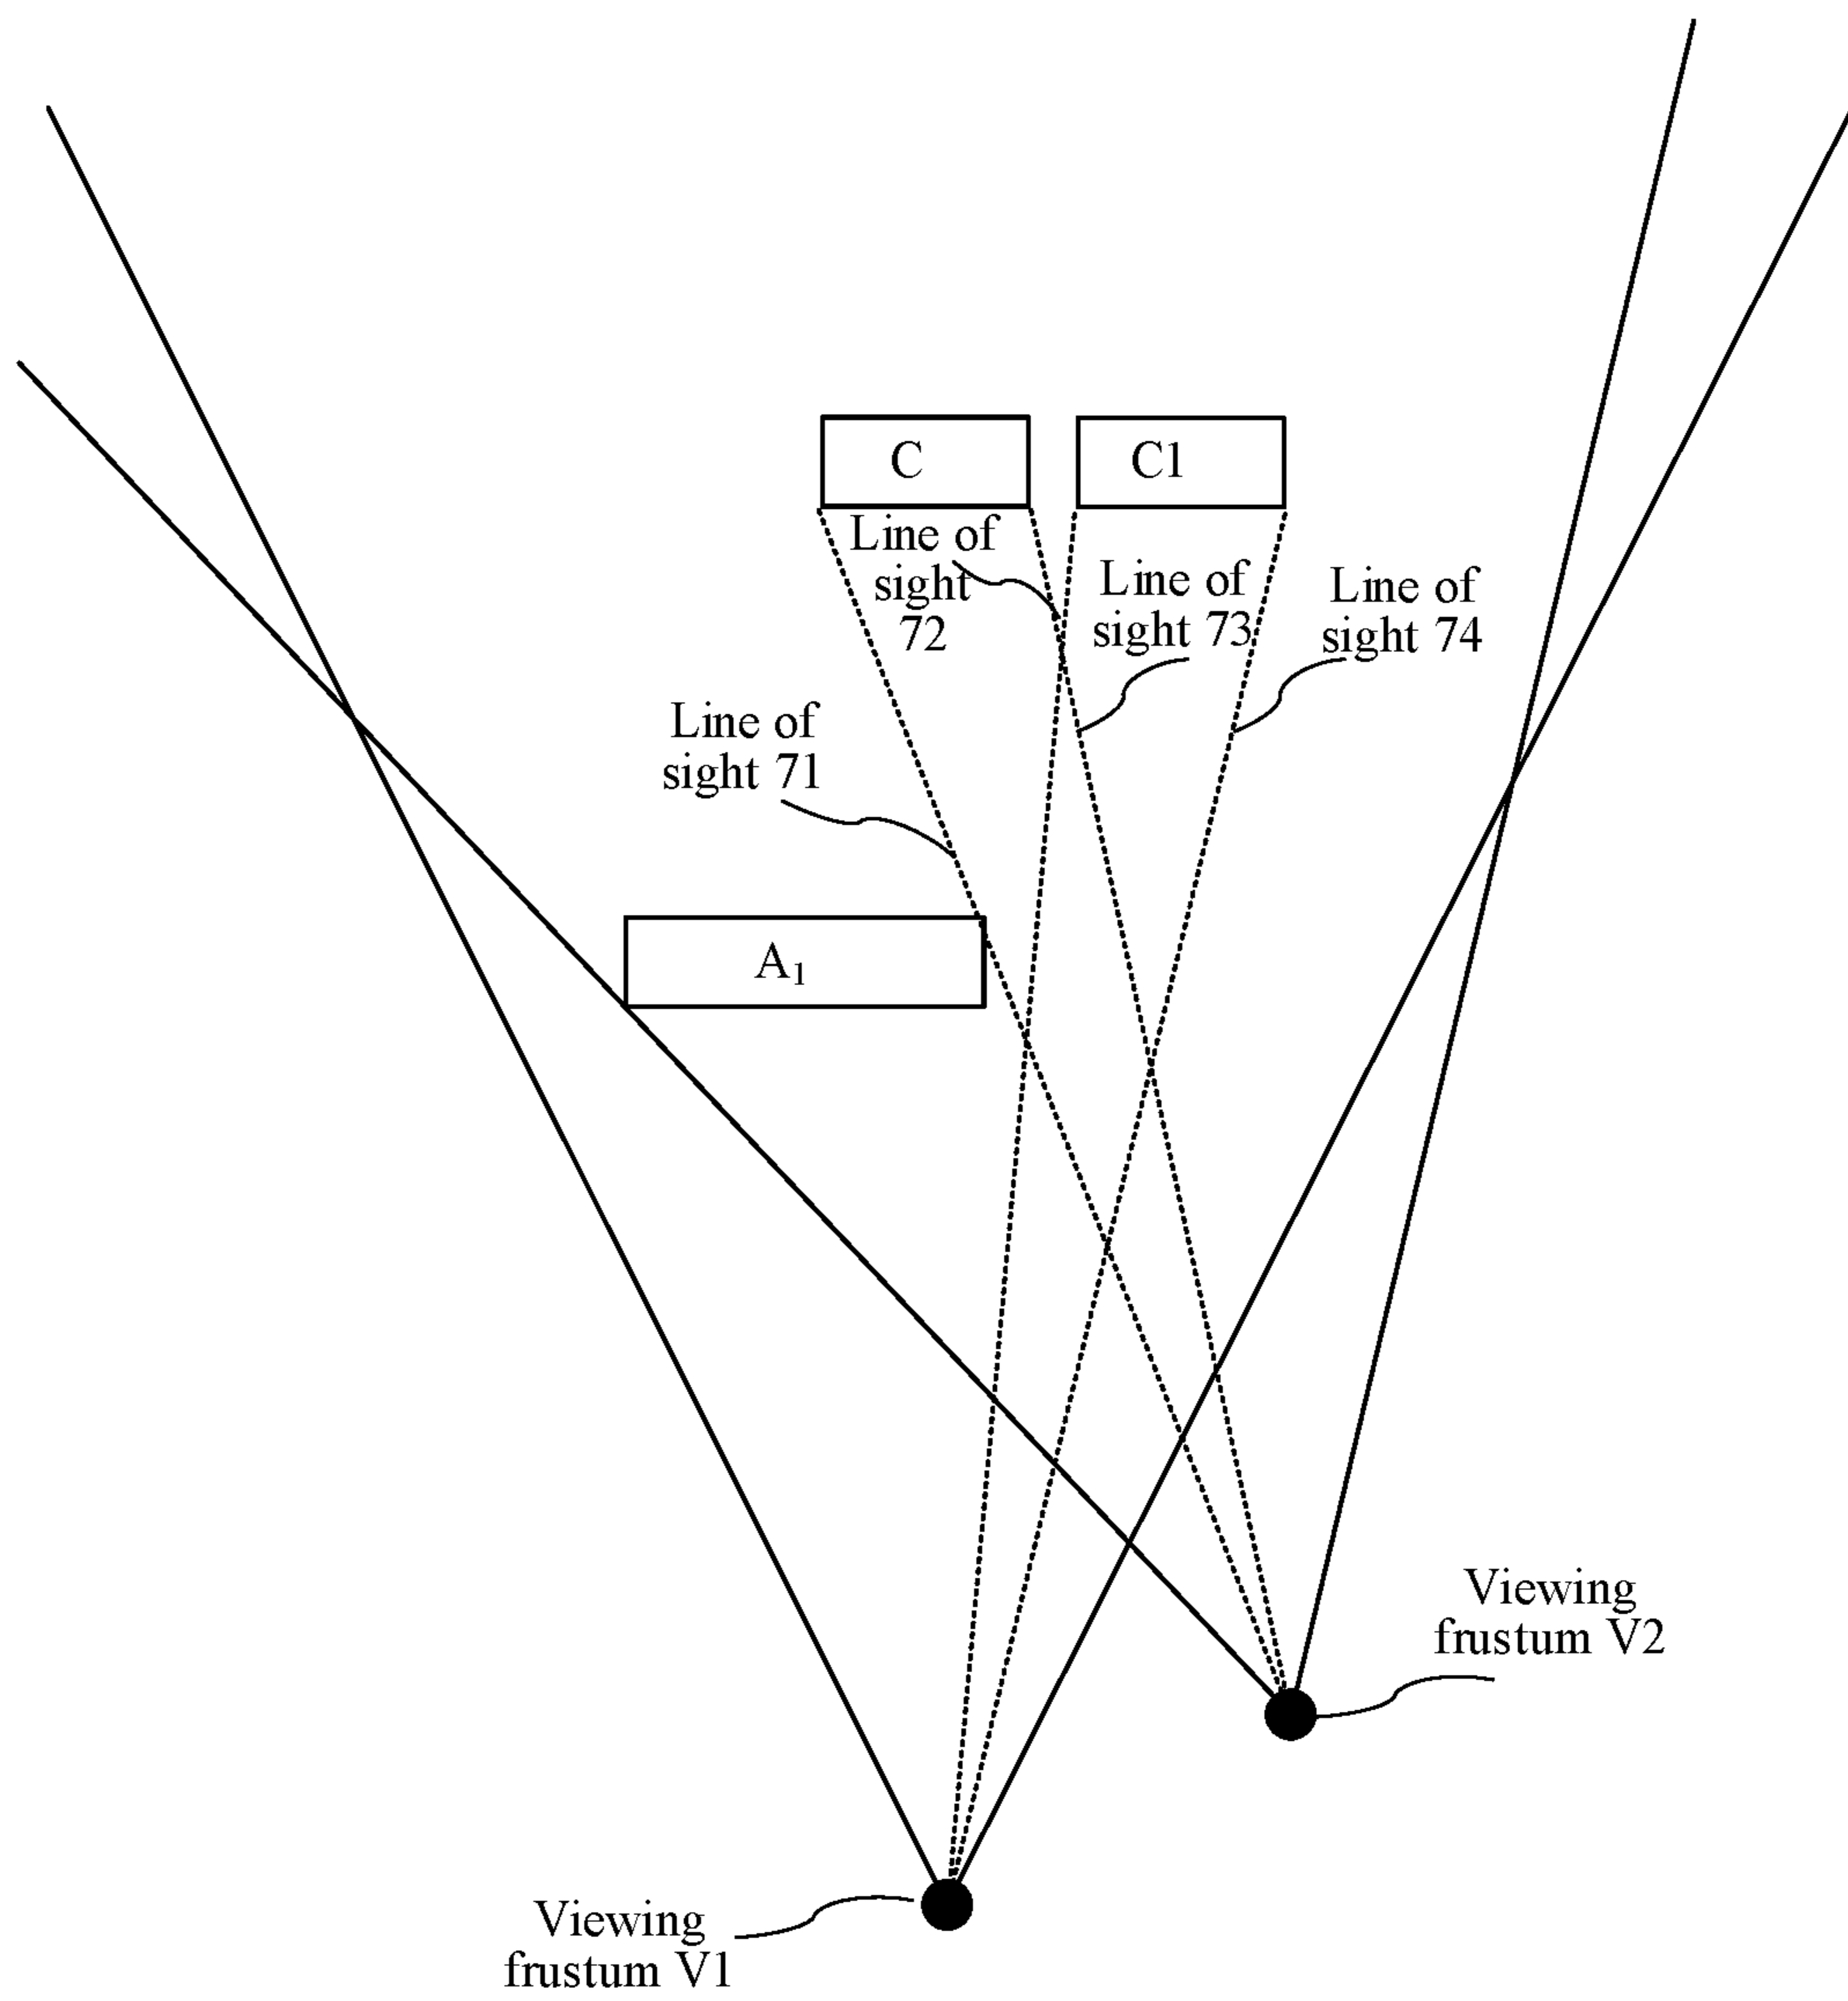 C
C1
Line of
sight
72
Line of
sight 73
Line of
sight 74
Line of
sight 71
A₁
Viewing
frustum V2
Viewing
frustum V1